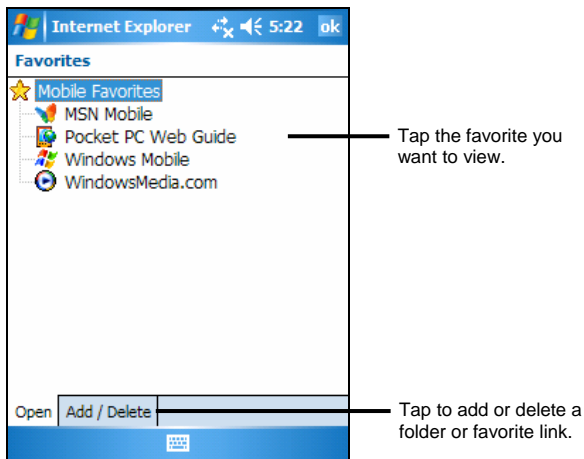 Internet Explorer 5:22 ok
Favorites
Mobile Favorites
MSN Mobile
Pocket PC Web Guide
Windows Mobile
WindowsMedia.com
Tap the favorite you
want to view.
Open Add / Delete
Tap to add or delete a
folder or favorite link.